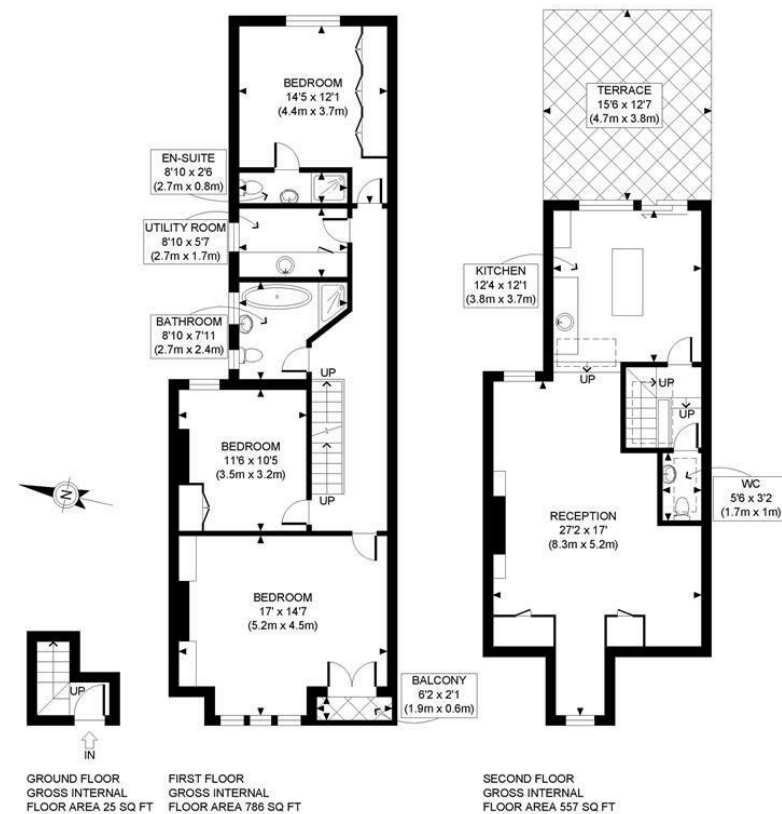 BEDROOM
14'5 x 12'1
(4.4m x 3.7m)
EN-SUITE
8'10 x 2'6
(2.7m x 0.8m)
UTILITY ROOM
8'10 x 5'7
(2.7m x 1.7m)
BATHROOM
8'10 x 7'11
(2.7m x 2.4m)
UP
UP
BEDROOM
11'6 x 10'5
(3.5m x 3.2m)
BEDROOM
17' x 14'7
(5.2m x 4.5m)
BALCONY
6'2 x 2'1
(1.9m x 0.6m)
N
UP
IN
TERRACE
15'6 x 12'7
(4.7m x 3.8m)
KITCHEN
12'4 x 12'1
(3.8m x 3.7m)
UP
UP
UP
WC
5'6 x 3'2
(1.7m x 1m)
RECEPTION
27'2 x 17'
(8.3m x 5.2m)
GROUND FLOOR
GROSS INTERNAL
FLOOR AREA 25 SQ FT
FIRST FLOOR
GROSS INTERNAL
FLOOR AREA 786 SQ FT
SECOND FLOOR
GROSS INTERNAL
FLOOR AREA 557 SQ FT